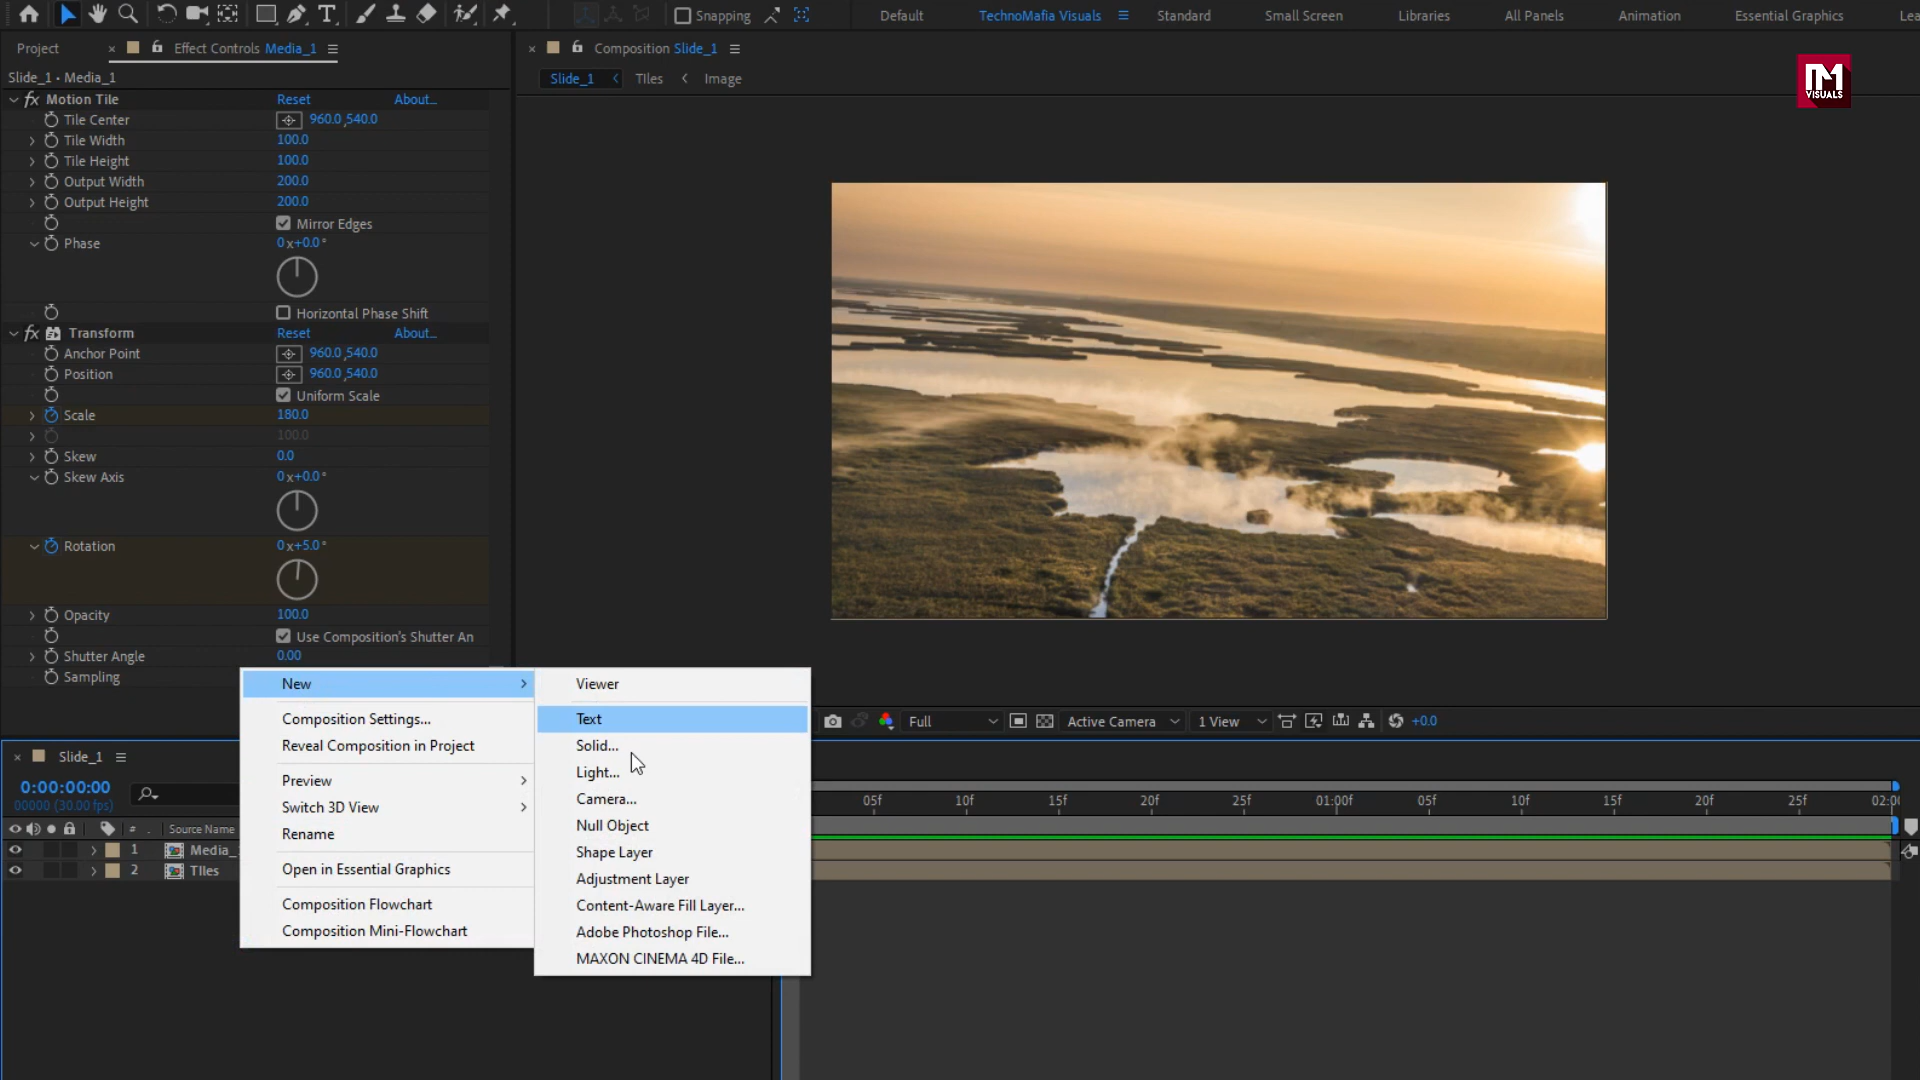 Snapping
Default
TechnoMafia Visuals
Standard
Small Screen
Libraries
All Panels
Animation
Essential Graphics
Project
Effect Controls Media_1
Composition Slide_1
Slide_1 • Media_1
Slide_1
TIles
Image
VISUALS
fx Motion Tile Reset About...
Tile Center 960.0,540.0
Tile Width 100.0
Tile Height 100.0
Output Width 200.0
Output Height 200.0
Mirror Edges
Phase 0x+0.0°
Horizontal Phase Shift
fx Transform Reset About...
Anchor Point 960.0,540.0
Position 960.0,540.0
Uniform Scale
Scale 180.0
100.0
Skew 0.0
Skew Axis 0x+0.0°
Rotation 0x+5.0°
Opacity 100.0
Use Composition's Shutter An
Shutter Angle 0.00
Sampling
New
Composition Settings...
Reveal Composition in Project
Preview
Switch 3D View
Rename
Open in Essential Graphics
Composition Flowchart
Composition Mini-Flowchart
Viewer
Text
Solid...
Light...
Camera...
Null Object
Shape Layer
Adjustment Layer
Content-Aware Fill Layer...
Adobe Photoshop File...
MAXON CINEMA 4D File...
Full
Active Camera
1 View
+0.0
Slide_1
0:00:00:00
00000 (30.00 fps)
# Source Name
1 Media_
2 TIles
05f 10f 15f 20f 25f 01:00f 05f 10f 15f 20f 25f